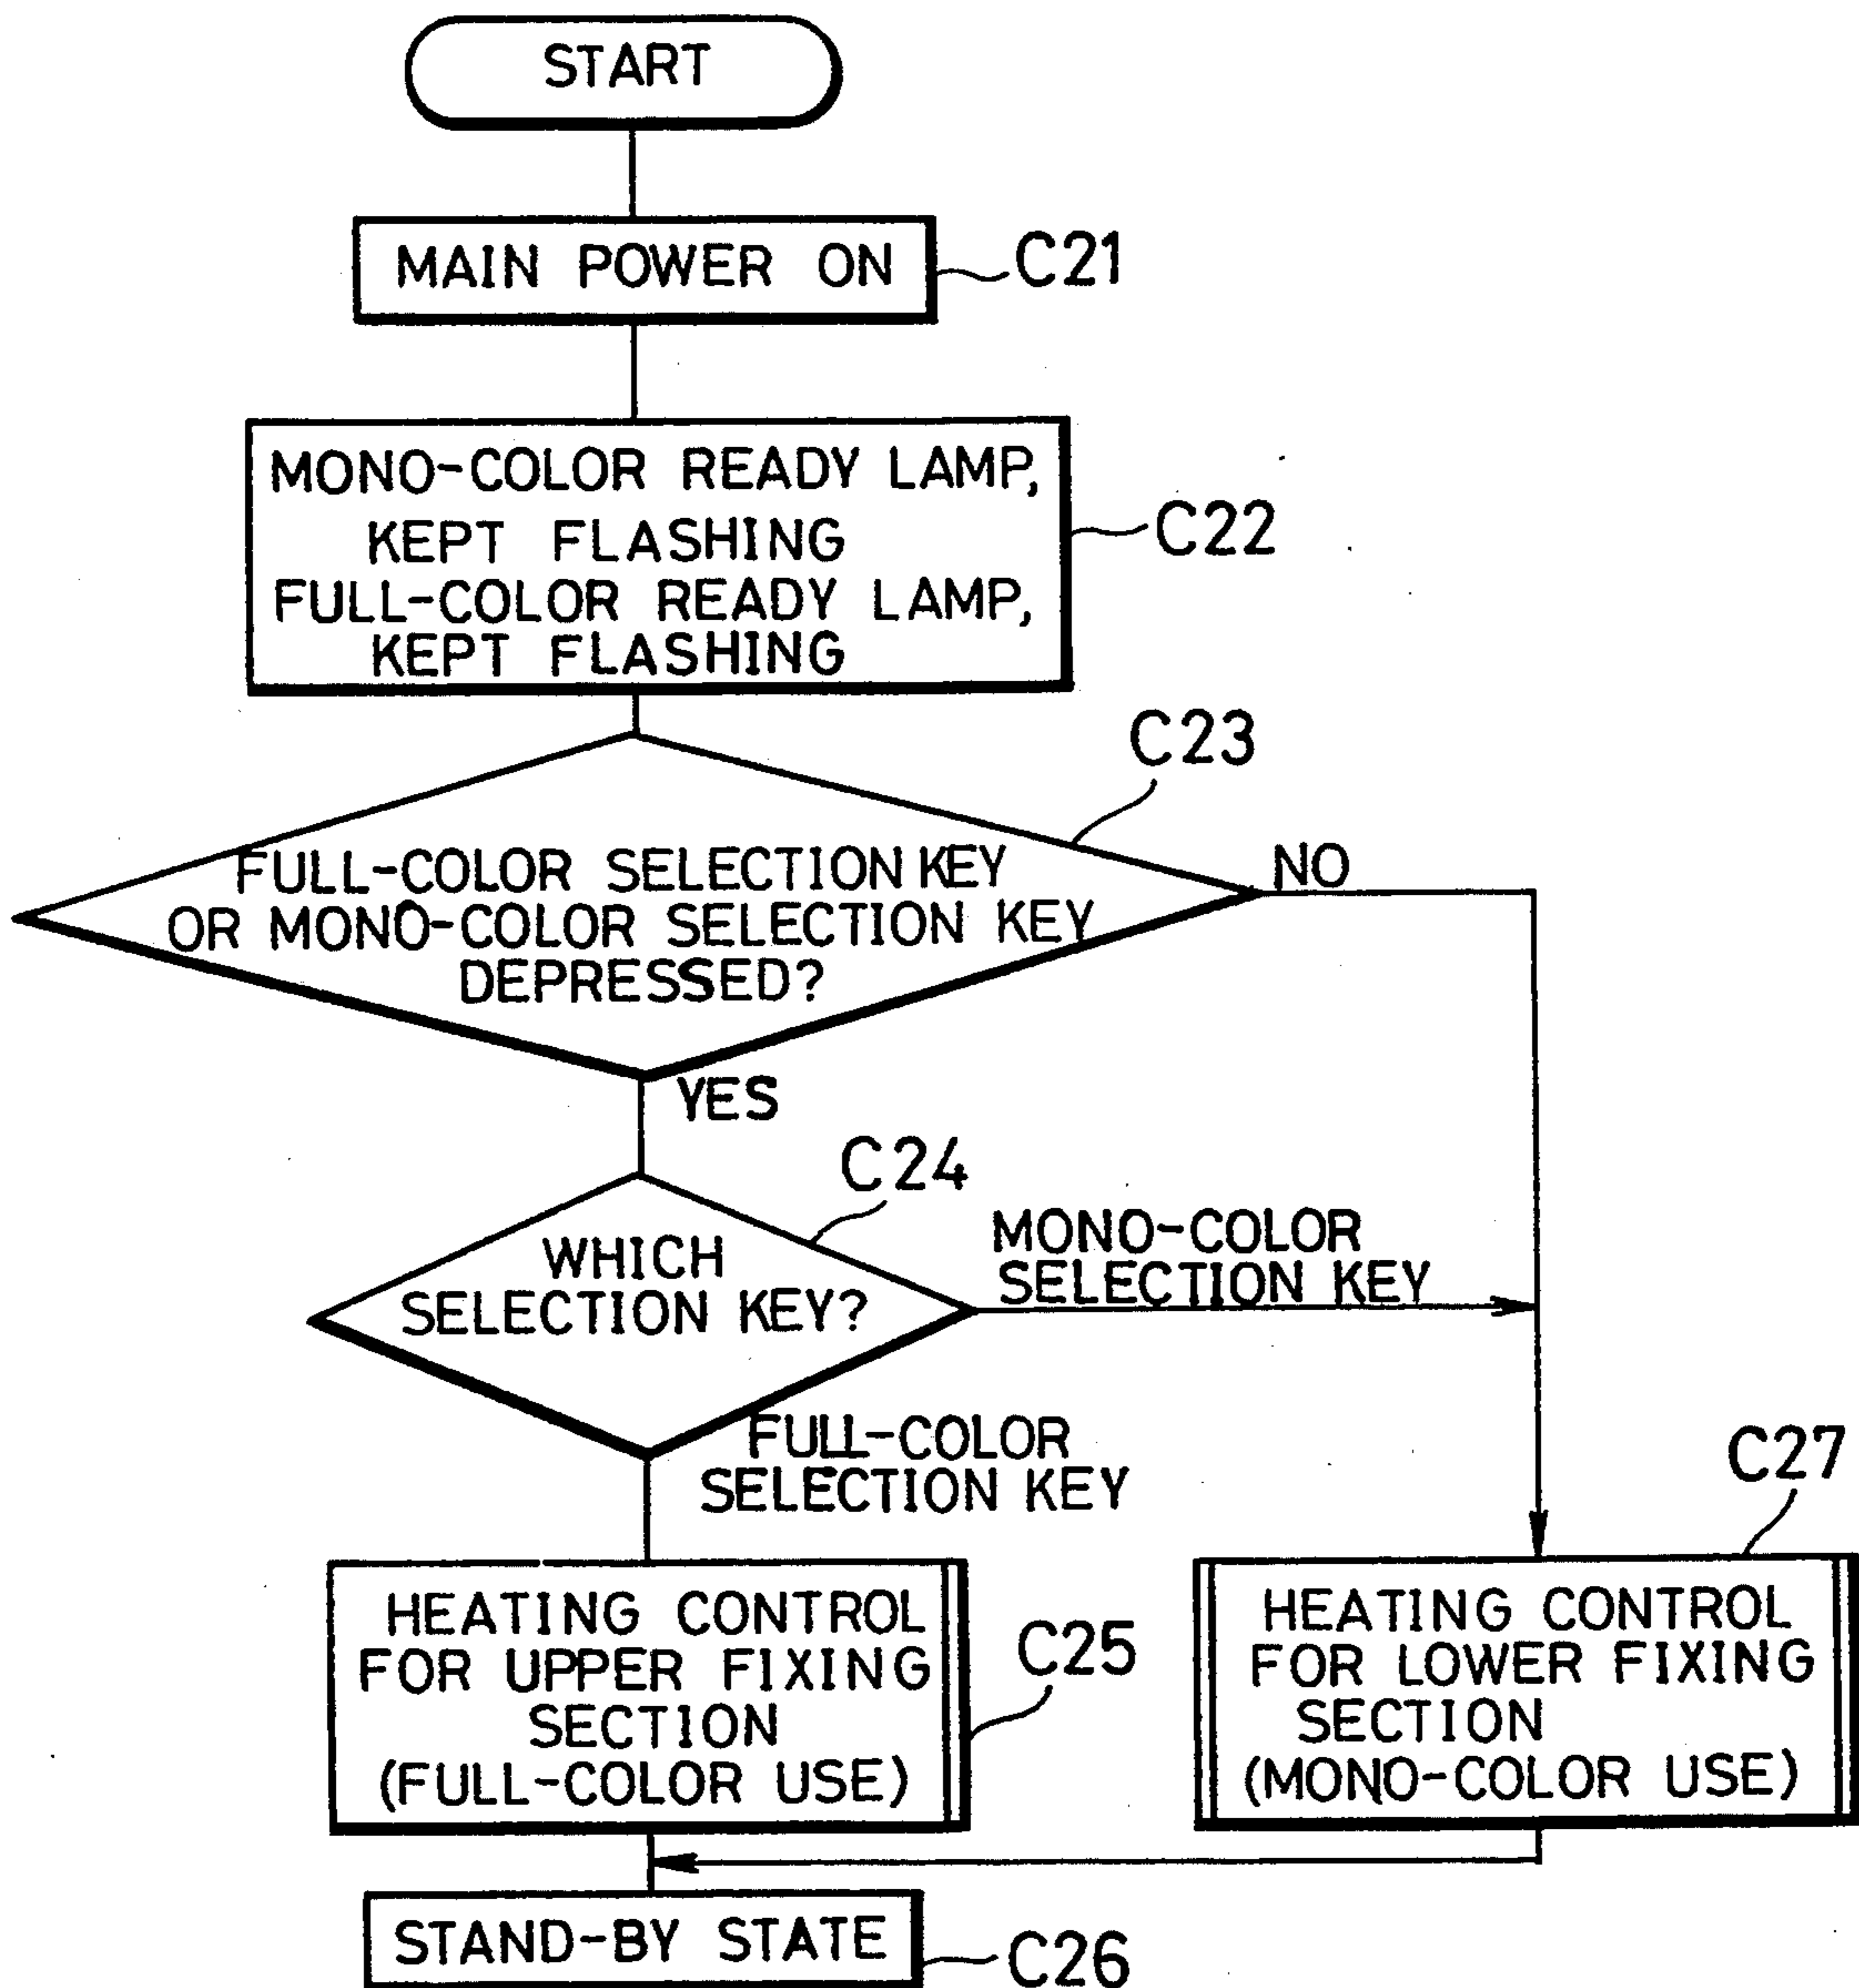 START
MAIN POWER ON
C21
MONO-COLOR READY LAMP,
KEPT FLASHING
FULL-COLOR READY LAMP,
KEPT FLASHING
C22
C23
FULL-COLOR SELECTION KEY
OR MONO-COLOR SELECTION KEY
DEPRESSED?
NO
YES
C24
WHICH
SELECTION KEY?
MONO-COLOR
SELECTION KEY
FULL-COLOR
SELECTION KEY
C27
HEATING CONTROL
FOR UPPER FIXING
SECTION
(FULL-COLOR USE)
C25
HEATING CONTROL
FOR LOWER FIXING
SECTION
(MONO-COLOR USE)
STAND-BY STATE
C26